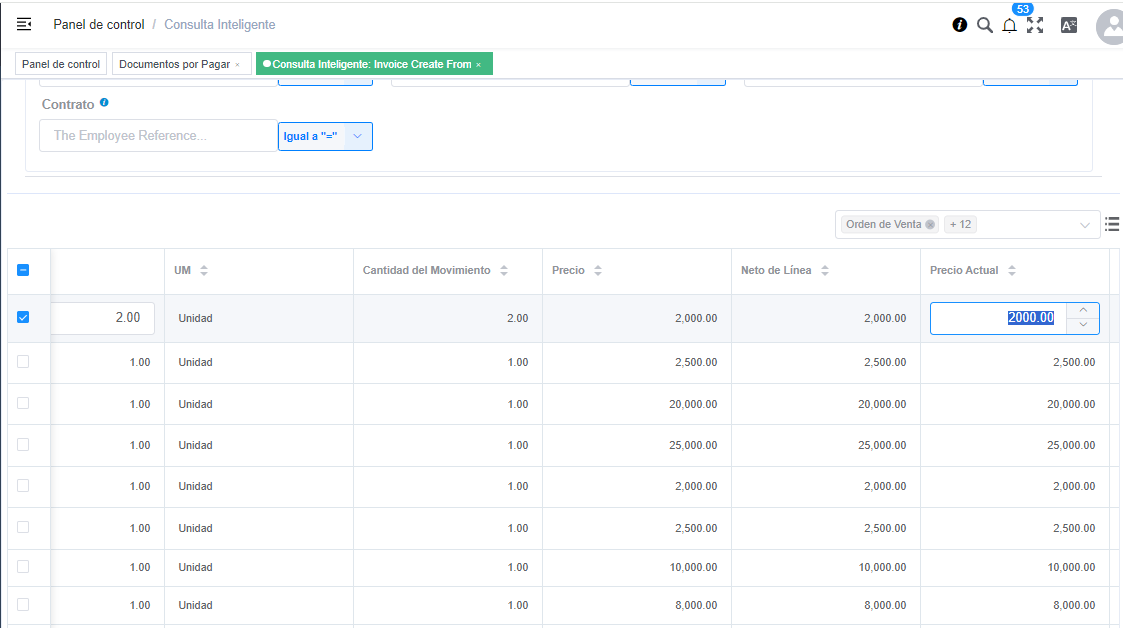 Panel de control / Consulta Inteligente
53
Panel de control
Documentos por Pagar ×
Consulta Inteligente: Invoice Create From ×
Contrato
The Employee Reference...
Igual a "="
Orden de Venta + 12
UM Cantidad del Movimiento Precio Neto de Línea Precio Actual
2.00 Unidad 2.00 2,000.00 2,000.00 2000.00
1.00 Unidad 1.00 2,500.00 2,500.00 2,500.00
1.00 Unidad 1.00 20,000.00 20,000.00 20,000.00
1.00 Unidad 1.00 25,000.00 25,000.00 25,000.00
1.00 Unidad 1.00 2,000.00 2,000.00 2,000.00
1.00 Unidad 1.00 2,500.00 2,500.00 2,500.00
1.00 Unidad 1.00 10,000.00 10,000.00 10,000.00
1.00 Unidad 1.00 8,000.00 8,000.00 8,000.00